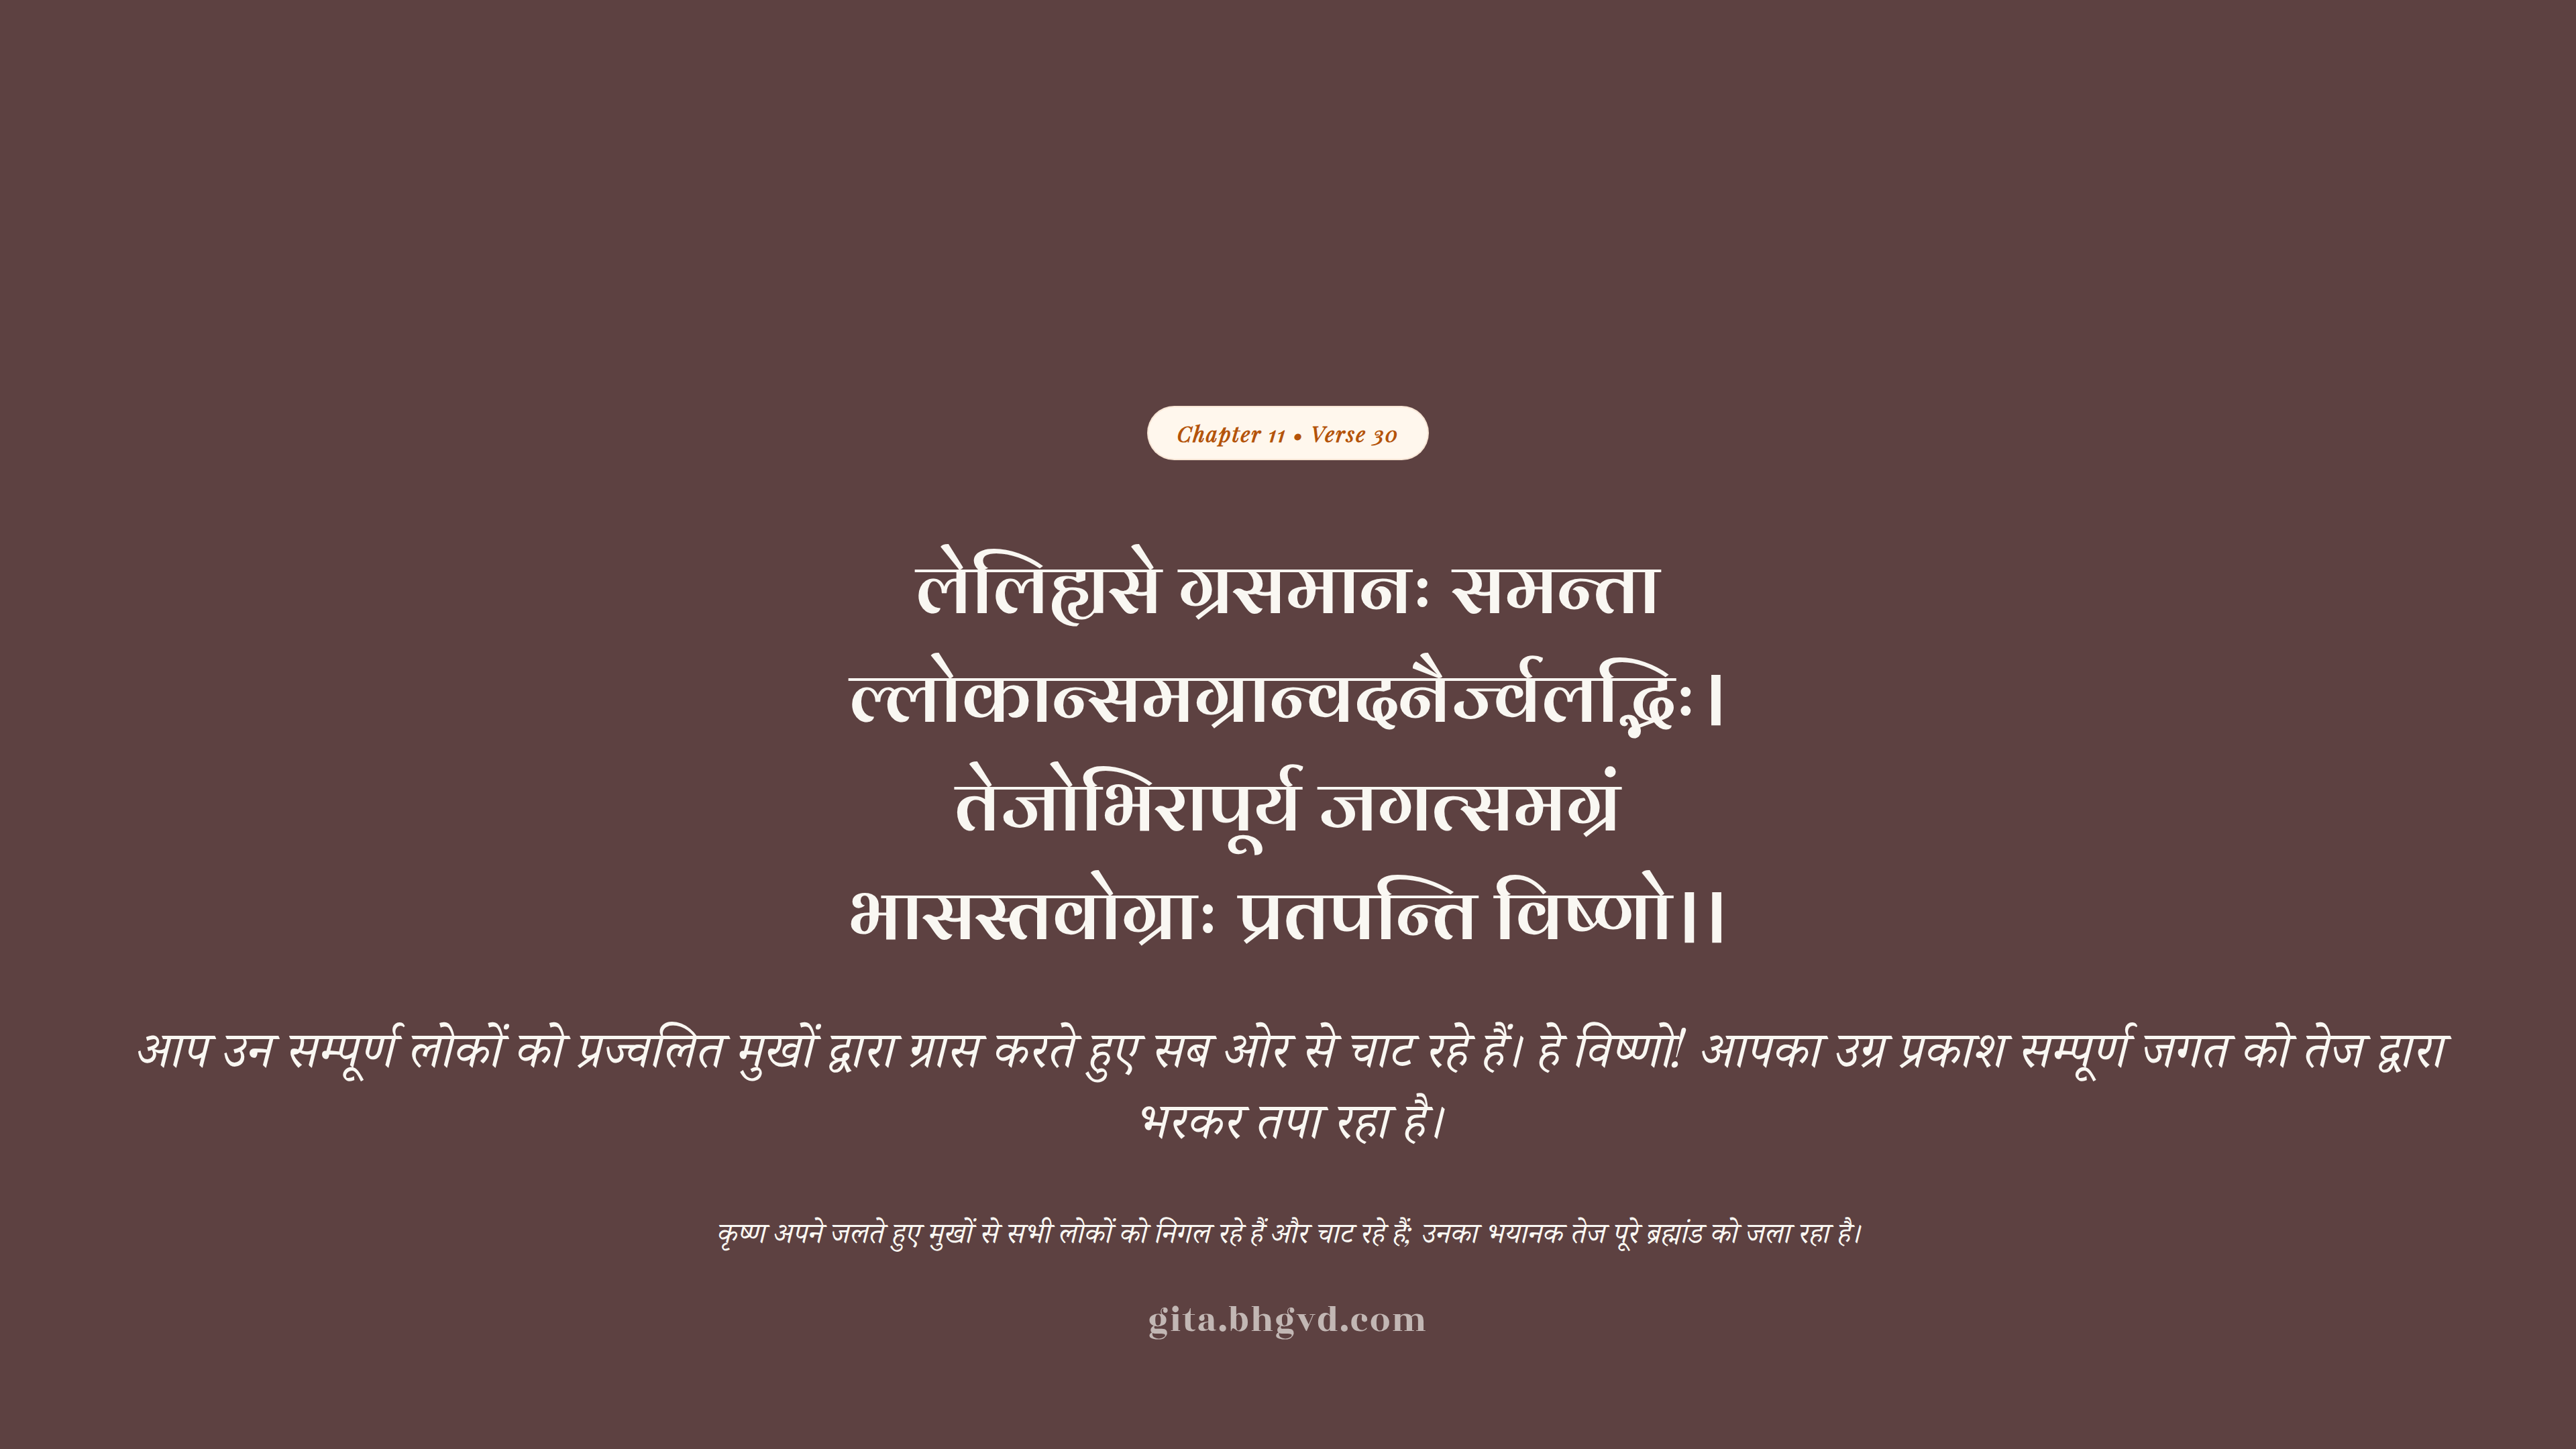 Chapter 11 • Verse 30
लेलिह्यसे ग्रसमानः समन्ता
ल्लोकान्समग्रान्वदनैर्ज्वलद्भिः।
तेजोभिरापूर्य जगत्समग्रं
भासस्तवोग्राः प्रतपन्ति विष्णो।।
आप उन सम्पूर्ण लोकों को प्रज्वलित मुखों द्वारा ग्रास करते हुए सब ओर से चाट रहे हैं। हे विष्णो! आपका उग्र प्रकाश सम्पूर्ण जगत को तेज द्वारा
भरकर तपा रहा है।
कृष्ण अपने जलते हुए मुखों से सभी लोकों को निगल रहे हैं और चाट रहे हैं; उनका भयानक तेज पूरे ब्रह्मांड को जला रहा है।
gita.bhgvd.com